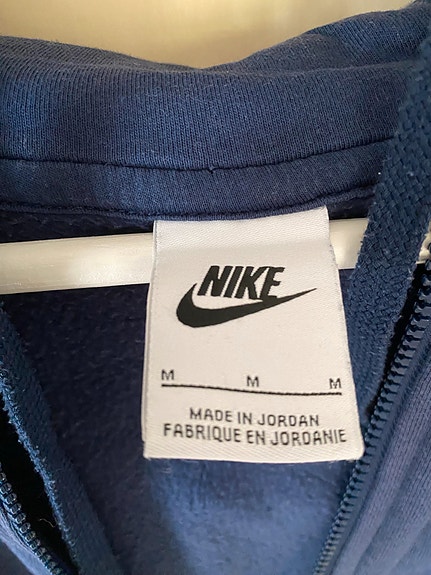 NIKE
M M M
MADE IN JORDAN
FABRIQUE EN JORDANIE